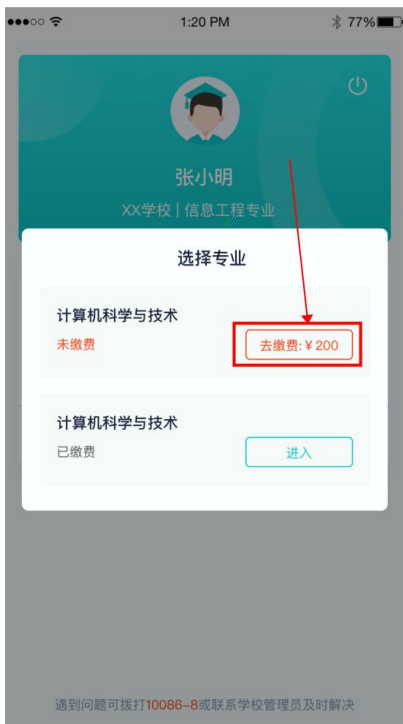 1:20 PM
77%
张小明
XX学校 | 信息工程专业
选择专业
计算机科学与技术
未缴费
去缴费:¥200
计算机科学与技术
已缴费
进入
遇到问题可拨打10086-8或联系学校管理员及时解决